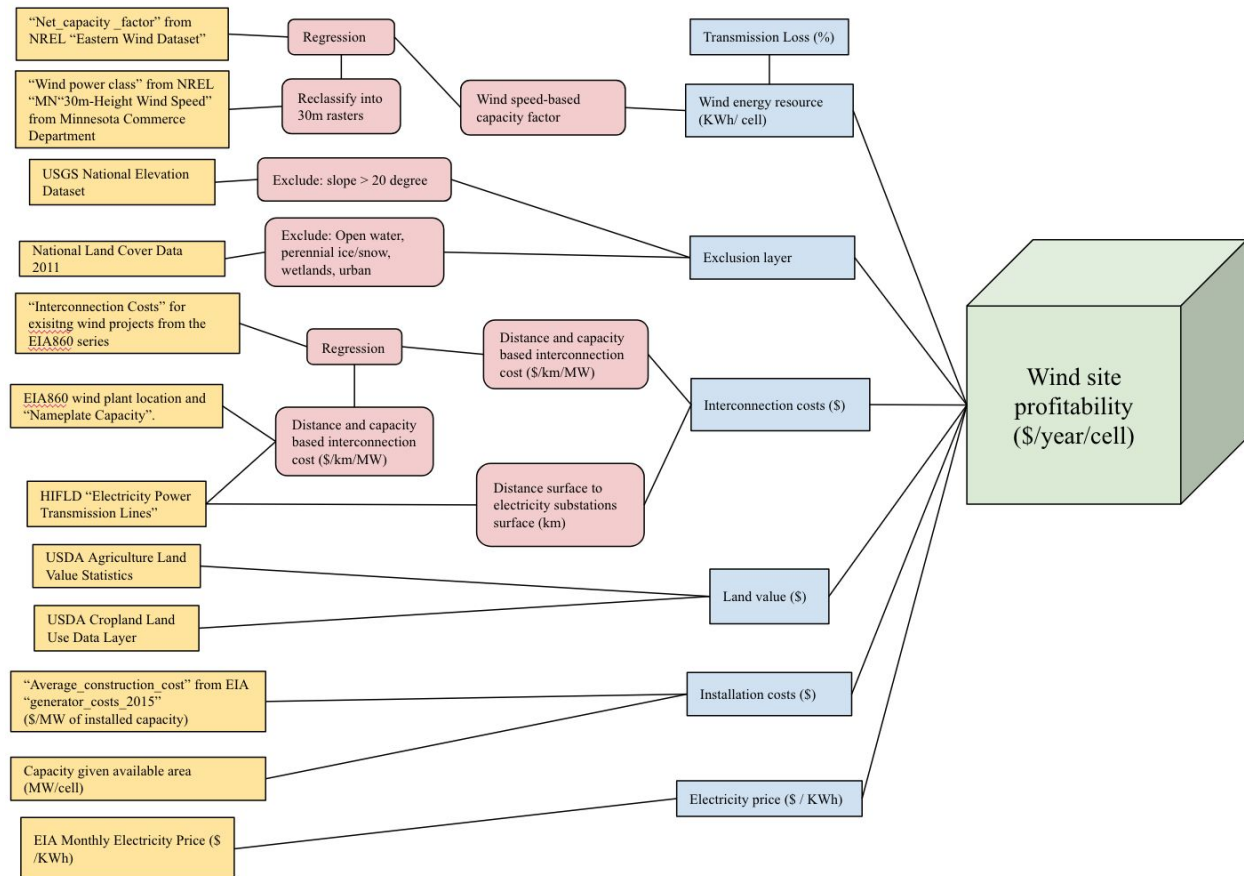 “Net_capacity _factor” from
NREL “Eastern Wind Dataset”
Regression
Transmission Loss (%)
“Wind power class” from NREL
“MN“30m-Height Wind Speed”
from Minnesota Commerce
Department
Reclassify into
30m rasters
Wind speed-based
capacity factor
Wind energy resource
(KWh/ cell)
USGS National Elevation
Dataset
Exclude: slope > 20 degree
National Land Cover Data
2011
Exclude: Open water,
perennial ice/snow,
wetlands, urban
Exclusion layer
“Interconnection Costs” for
exisitng wind projects from the
EIA860 series
Regression
Distance and capacity
based interconnection
cost ($/km/MW)
Interconnection costs ($)
EIA860 wind plant location and
“Nameplate Capacity”.
Distance and capacity
based interconnection
cost ($/km/MW)
HIFLD “Electricity Power
Transmission Lines”
Distance surface to
electricity substations
surface (km)
USDA Agriculture Land
Value Statistics
USDA Cropland Land
Use Data Layer
Land value ($)
“Average_construction_cost” from EIA
“generator_costs_2015”
($/MW of installed capacity)
Installation costs ($)
Capacity given available area
(MW/cell)
Electricity price ($ / KWh)
EIA Monthly Electricity Price ($
/KWh)
Wind site
profitability
($/year/cell)